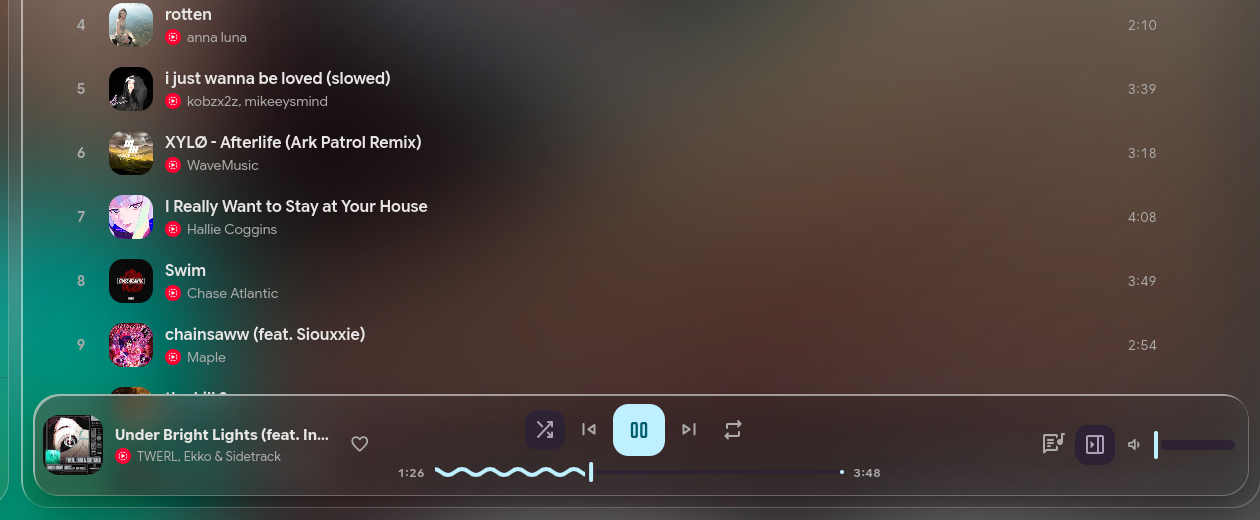 4
rotten
anna luna
2:10
5
i just wanna be loved (slowed)
kobzx2z, mikeeysmind
3:39
6
XYLØ - Afterlife (Ark Patrol Remix)
WaveMusic
3:18
7
I Really Want to Stay at Your House
Hallie Coggins
4:08
8
Swim
Chase Atlantic
3:49
9
chainsaww (feat. Siouxxie)
Maple
2:54
Under Bright Lights (feat. In...
TWERL, Ekko & Sidetrack
1:26
3:48